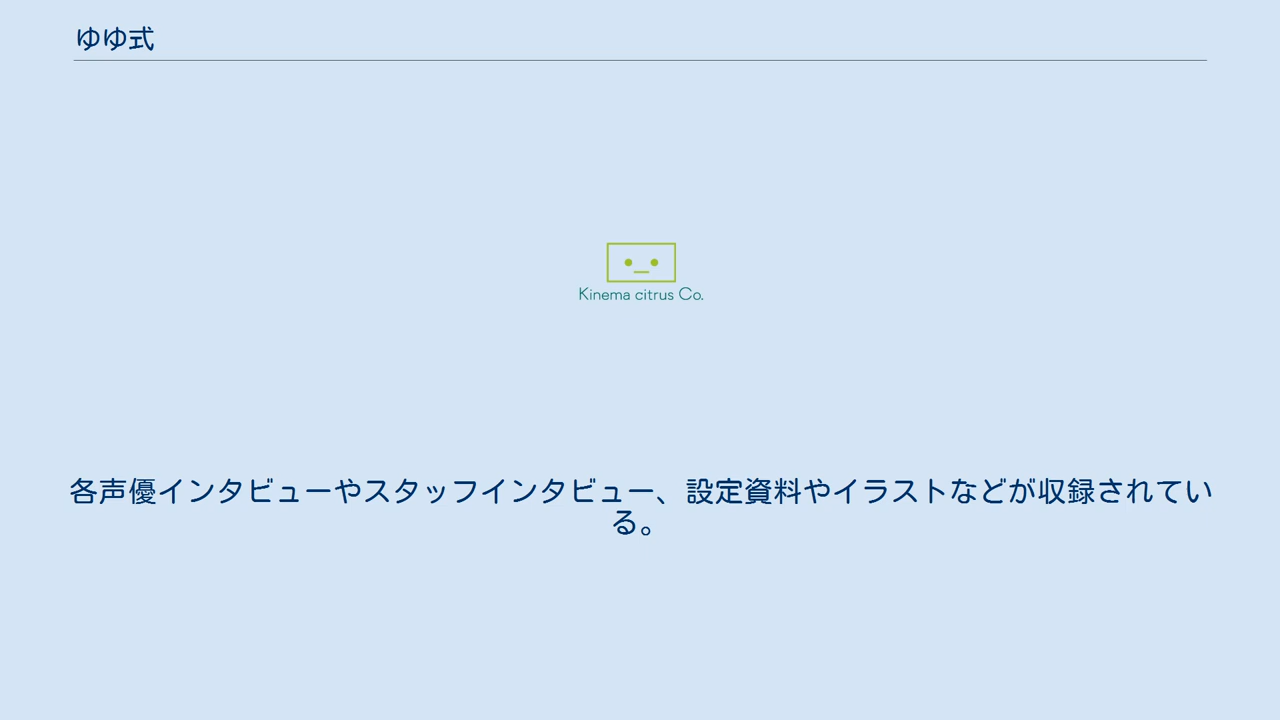 ゆゆ式
Kinema citrus Co.
各声優インタビューやスタッフインタビュー、設定資料やイラストなどが収録されてい
る。